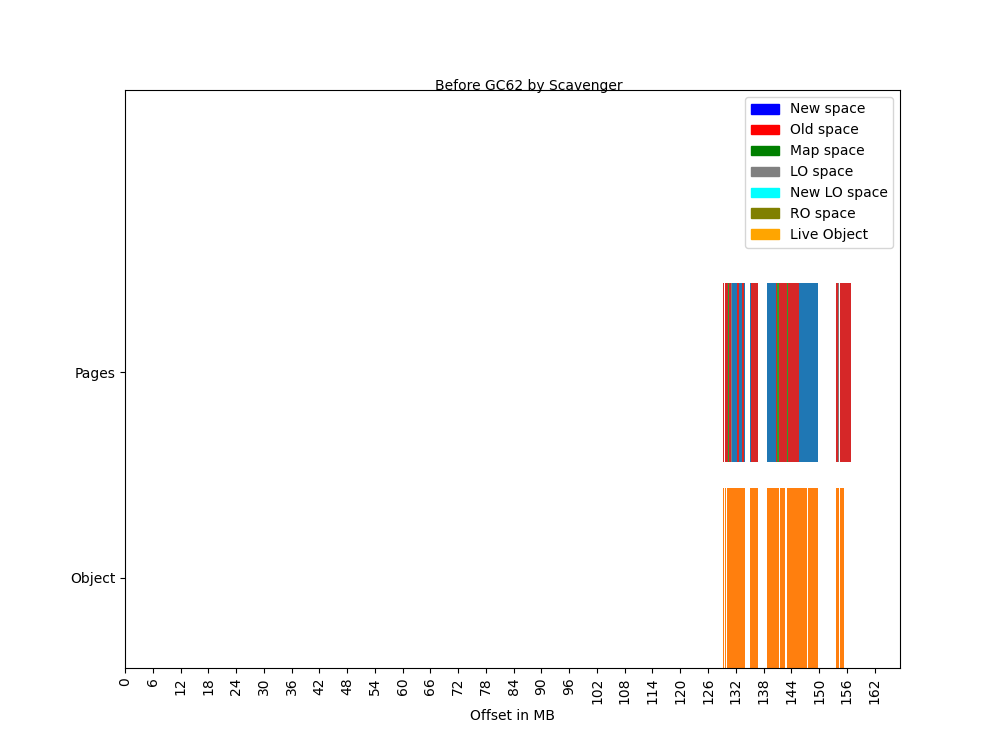 Before GC62 by Scavenger
New space
Old space
Map space
LO space
New LO space
RO space
Live Object
Pages
Object
0 6 12 18 24 30 36 42 48 54 60 66 72 78 84 90 96 102 108 114 120 126 132 138 144 150 156 162
Offset in MB